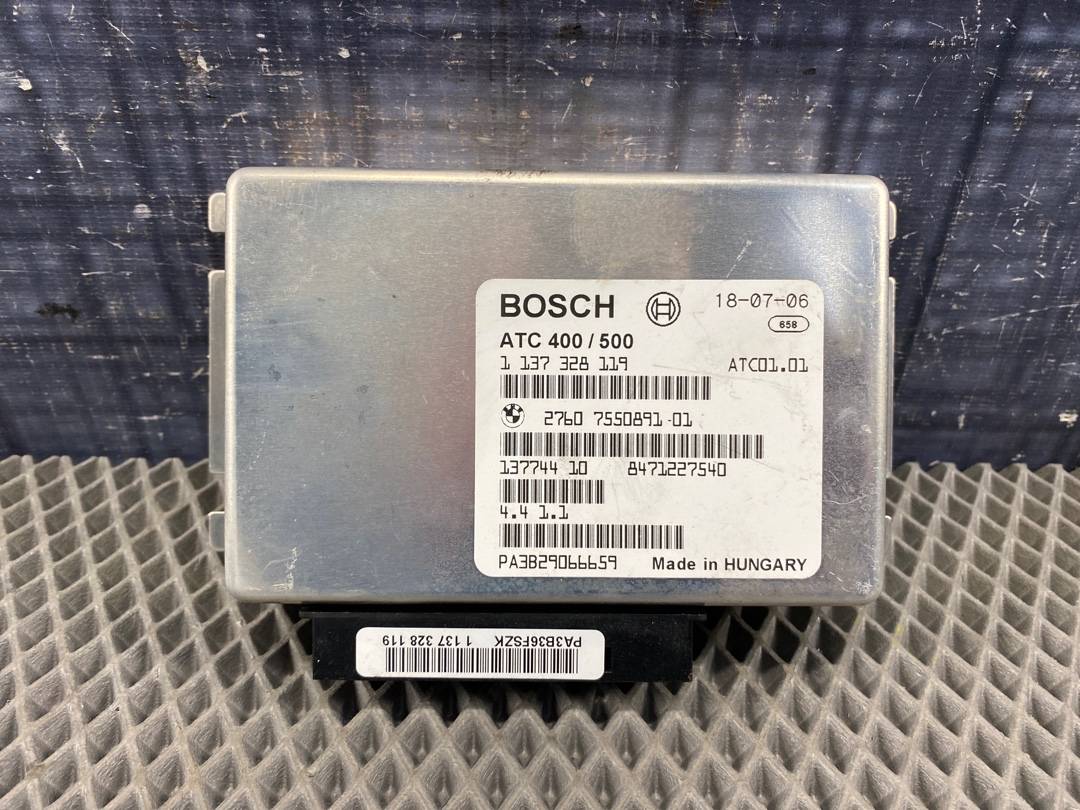 BOSCH 18-07-06
658
ATC 400 / 500
1 137 328 119 ATC01.01
2760 7550891-01
137744 10 8471227540
4.4 1.1
PA3B29066659 Made in HUNGARY
PA3B36FSZK 1 137 328 119